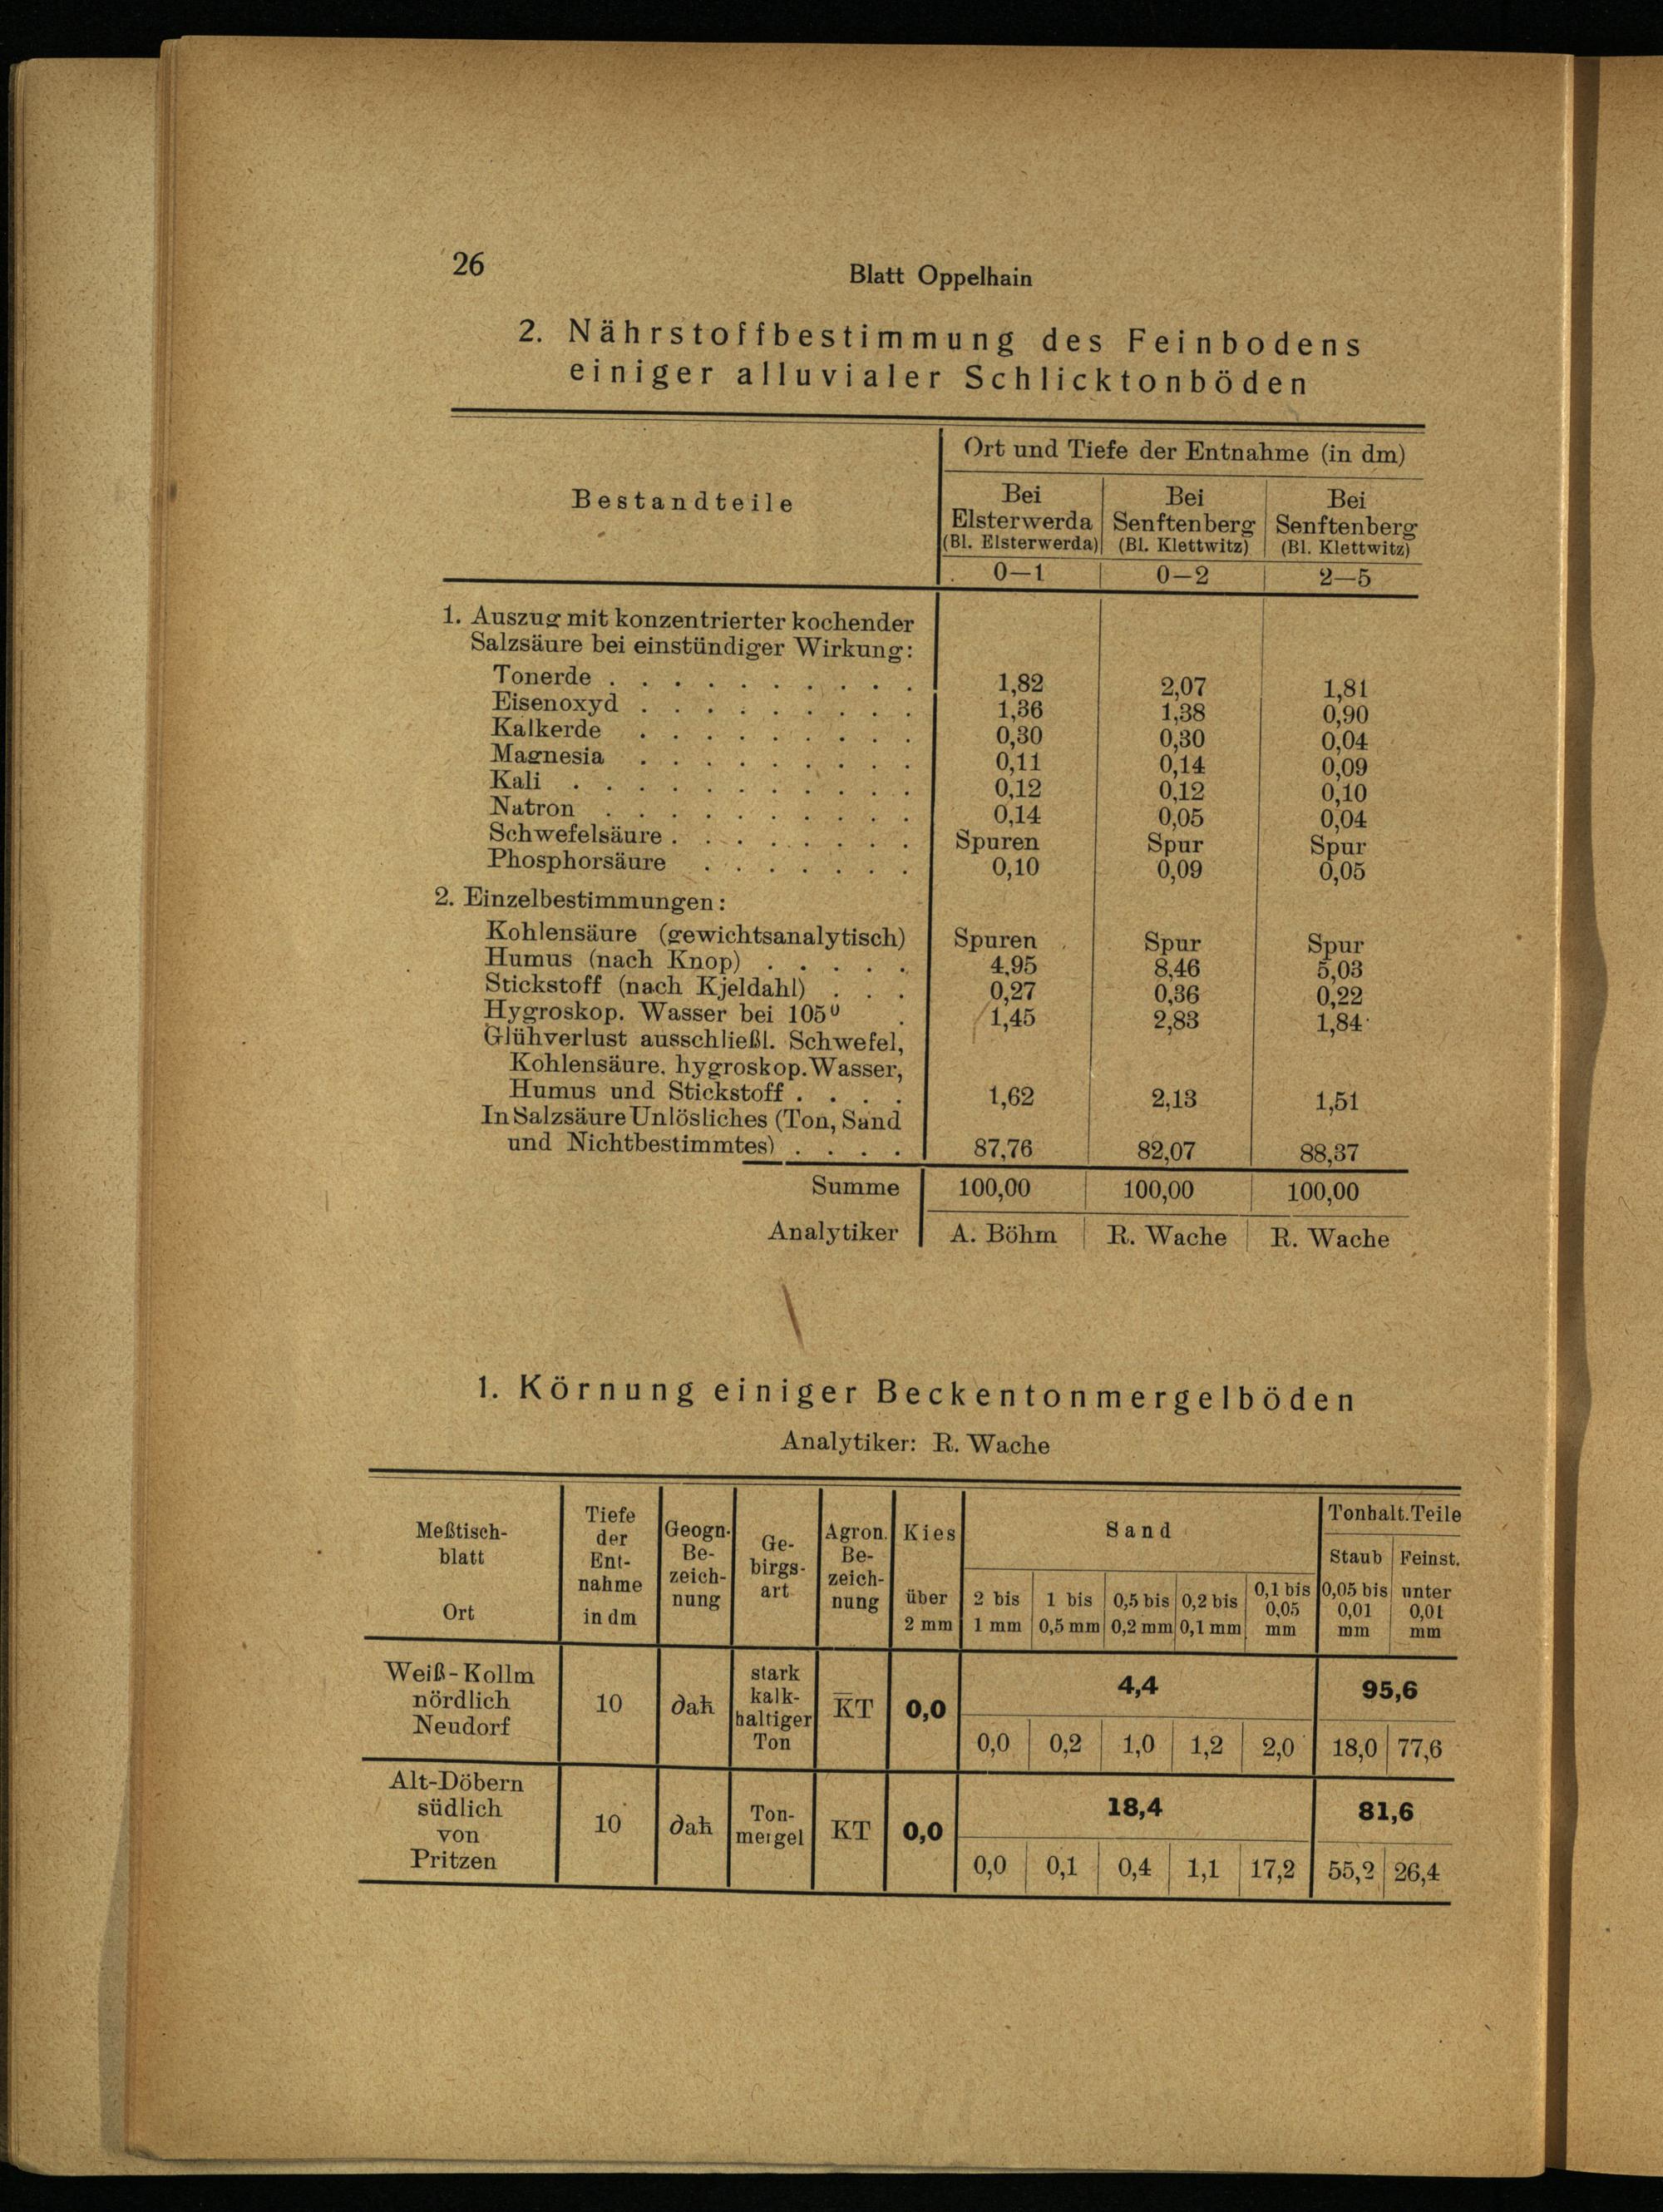 26
Blatt Oppelhain
2. Nährstoffbestimmung des Feinbodens
einiger alluvialer Schlicktonböden
Bestandteile
Ort und Tiefe der Entnahme (in dm)
Bei Bei Bei
Elsterwerda Senftenberg Senftenberg
(Bl. Elsterwerda) (Bl. Klettwitz) (Bl. Klettwitz)
0—1 0—2 2—5
1. Auszug mit konzentrierter kochender
Salzsäure bei einstündiger Wirkung:
Tonerde . . . . . . . . . . 1,82 2,07 1,81
Eisenoxyd . . . . . . . . . 1,36 1,38 0,90
Kalkerde . . . . . . . . . 0,30 0,30 0,04
Magnesia . . . . . . . . . 0,11 0,14 0,09
Kali . . . . . . . . . . . 0,12 0,12 0,10
Natron . . . . . . . . . . 0,14 0,05 0,04
Schwefelsäure . . . . . . . . Spuren Spur Spur
Phosphorsäure . . . . . . . 0,10 0,09 0,05
2. Einzelbestimmungen:
Kohlensäure (gewichtsanalytisch) Spuren Spur Spur
Humus (nach Knop) . . . . . 4,95 8,46 5,03
Stickstoff (nach Kjeldahl) . . . 0,27 0,36 0,22
Hygroskop. Wasser bei 105⁰ . 1,45 2,83 1,84
Glühverlust ausschließl. Schwefel,
Kohlensäure, hygroskop. Wasser,
Humus und Stickstoff . . . . 1,62 2,13 1,51
In Salzsäure Unlösliches (Ton, Sand
und Nichtbestimmtes) . . . . 87,76 82,07 88,37
Summe 100,00 100,00 100,00
Analytiker A. Böhm R. Wache R. Wache
1. Körnung einiger Beckentonmergelböden
Analytiker: R. Wache
Meßtisch-
blatt
Ort
Tiefe
der
Ent-
nahme
in dm
Geogn.
Be-
zeich-
nung
Ge-
birgs-
art
Agron.
Be-
zeich-
nung
Kies
über
2 mm
Sand
2 bis 1 bis 0,5 bis 0,2 bis 0,1 bis
1 mm 0,5 mm 0,2 mm 0,1 mm 0,05
mm
Tonhalt. Teile
Staub Feinst.
0,05 bis unter
0,01 0,01
mm mm
Weiß-Kollm
nördlich
Neudorf
10
∂aħ
stark
kalk-
haltiger
Ton
K̅T
0,0
4,4 95,6
0,0 0,2 1,0 1,2 2,0 18,0 77,6
Alt-Döbern
südlich
von
Pritzen
10
∂aħ
Ton-
mergel
KT
0,0
18,4 81,6
0,0 0,1 0,4 1,1 17,2 55,2 26,4